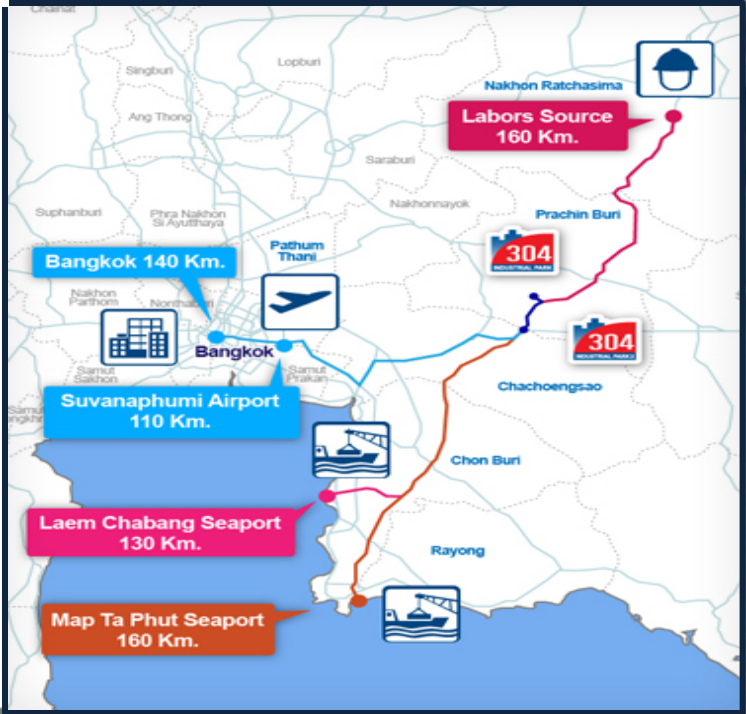 Chainat
Lopburi
Singburi
Nakhon Ratchasima
Labors Source
160 Km.
Ang Thong
Saraburi
Nakhonnayok
Suphanburi
Phra Nakhon
Si Ayutthaya
Prachin Buri
Pathum
Thani
304
INDUSTRIAL PARK
Bangkok 140 Km.
Nakhon
Parthom
Nonthaburi
304
INDUSTRIAL PARK 2
Bangkok
Samut
Sakhon
Samut
Prakan
Chachoengsao
Suvanaphumi Airport
110 Km.
Samut
Chon Buri
Laem Chabang Seaport
130 Km.
Rayong
Map Ta Phut Seaport
160 Km.